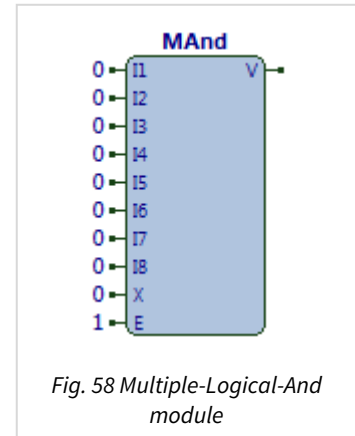 MAnd
0 I1 V
0 I2
0 I3
0 I4
0 I5
0 I6
0 I7
0 I8
0 X
1 E
Fig. 58 Multiple-Logical-And
module